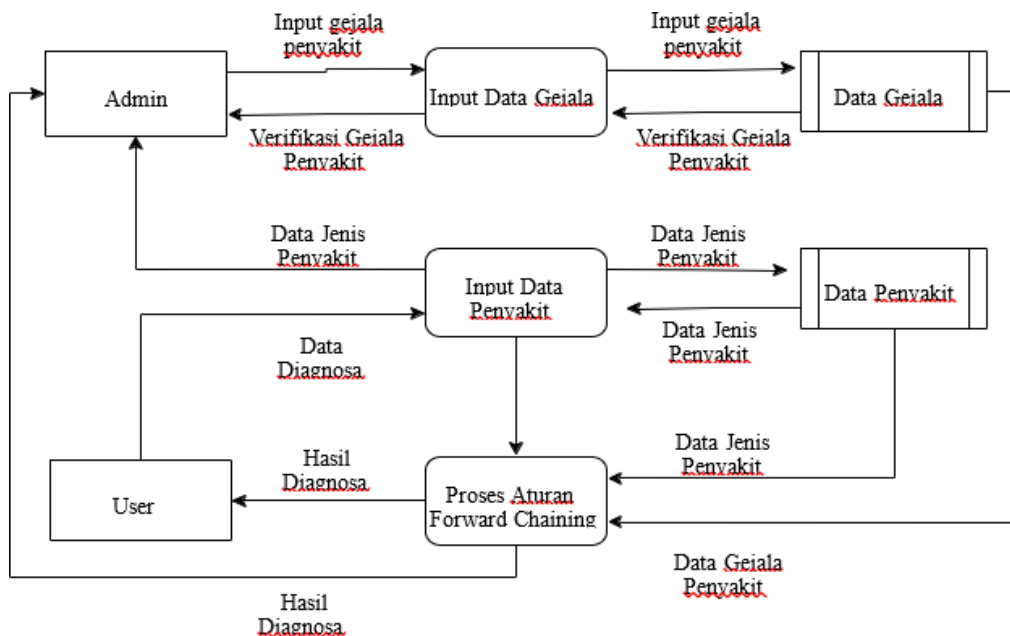 Input gejala
penyakit
Input gejala
penyakit
Admin
Input Data Gejala
Data Gejala
Verifikasi Gejala
Penyakit
Verifikasi Gejala
Penyakit
Data Jenis
Penyakit
Data Jenis
Penyakit
Input Data
Penyakit
Data Penyakit
Data
Diagnosa
Data Jenis
Penyakit
Data Jenis
Penyakit
Hasil
Diagnosa
User
Proses Aturan
Forward Chaining
Data Gejala
Penyakit
Hasil
Diagnosa